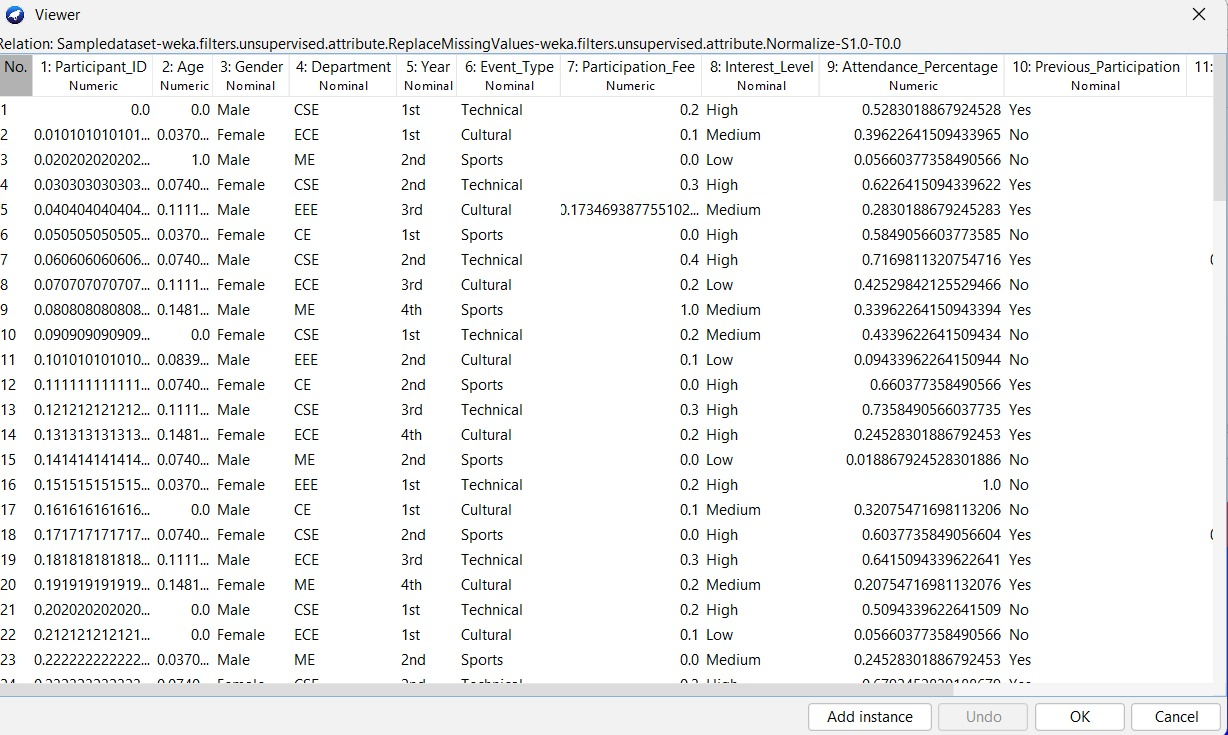 Viewer
Relation: Sampledataset-weka.filters.unsupervised.attribute.ReplaceMissingValues-weka.filters.unsupervised.attribute.Normalize-S1.0-T0.0
No. 1: Participant_ID 2: Age 3: Gender 4: Department 5: Year 6: Event_Type 7: Participation_Fee 8: Interest_Level 9: Attendance_Percentage 10: Previous_Participation 11:
Numeric Numeric Nominal Nominal Nominal Nominal Numeric Nominal Numeric Nominal
1 0.0 0.0 Male CSE 1st Technical 0.2 High 0.5283018867924528 Yes
2 0.010101010101... 0.0370... Female ECE 1st Cultural 0.1 Medium 0.39622641509433965 No
3 0.020202020202... 1.0 Male ME 2nd Sports 0.0 Low 0.05660377358490566 No
4 0.030303030303... 0.0740... Female CSE 2nd Technical 0.3 High 0.6226415094339622 Yes
5 0.040404040404... 0.1111... Male EEE 3rd Cultural 0.173469387755102... Medium 0.2830188679245283 Yes
6 0.050505050505... 0.0370... Female CE 1st Sports 0.0 High 0.5849056603773585 No
7 0.060606060606... 0.0740... Male CSE 2nd Technical 0.4 High 0.7169811320754716 Yes
8 0.070707070707... 0.1111... Female ECE 3rd Cultural 0.2 Low 0.42529842125529466 No
9 0.080808080808... 0.1481... Male ME 4th Sports 1.0 Medium 0.33962264150943394 Yes
10 0.090909090909... 0.0 Female CSE 1st Technical 0.2 Medium 0.4339622641509434 No
11 0.101010101010... 0.0839... Male EEE 2nd Cultural 0.1 Low 0.09433962264150944 No
12 0.111111111111... 0.0740... Female CE 2nd Sports 0.0 High 0.660377358490566 Yes
13 0.121212121212... 0.1111... Male CSE 3rd Technical 0.3 High 0.7358490566037735 Yes
14 0.131313131313... 0.1481... Female ECE 4th Cultural 0.2 High 0.24528301886792453 Yes
15 0.141414141414... 0.0740... Male ME 2nd Sports 0.0 Low 0.018867924528301886 No
16 0.151515151515... 0.0370... Female EEE 1st Technical 0.2 High 1.0 No
17 0.161616161616... 0.0 Male CE 1st Cultural 0.1 Medium 0.32075471698113206 No
18 0.171717171717... 0.0740... Female CSE 2nd Sports 0.0 High 0.6037735849056604 Yes
19 0.181818181818... 0.1111... Male ECE 3rd Technical 0.3 High 0.6415094339622641 Yes
20 0.191919191919... 0.1481... Female ME 4th Cultural 0.2 Medium 0.20754716981132076 Yes
21 0.202020202020... 0.0 Male CSE 1st Technical 0.2 High 0.5094339622641509 No
22 0.212121212121... 0.0 Female ECE 1st Cultural 0.1 Low 0.05660377358490566 No
23 0.222222222222... 0.0370... Male ME 2nd Sports 0.0 Medium 0.24528301886792453 Yes
Add instance Undo OK Cancel